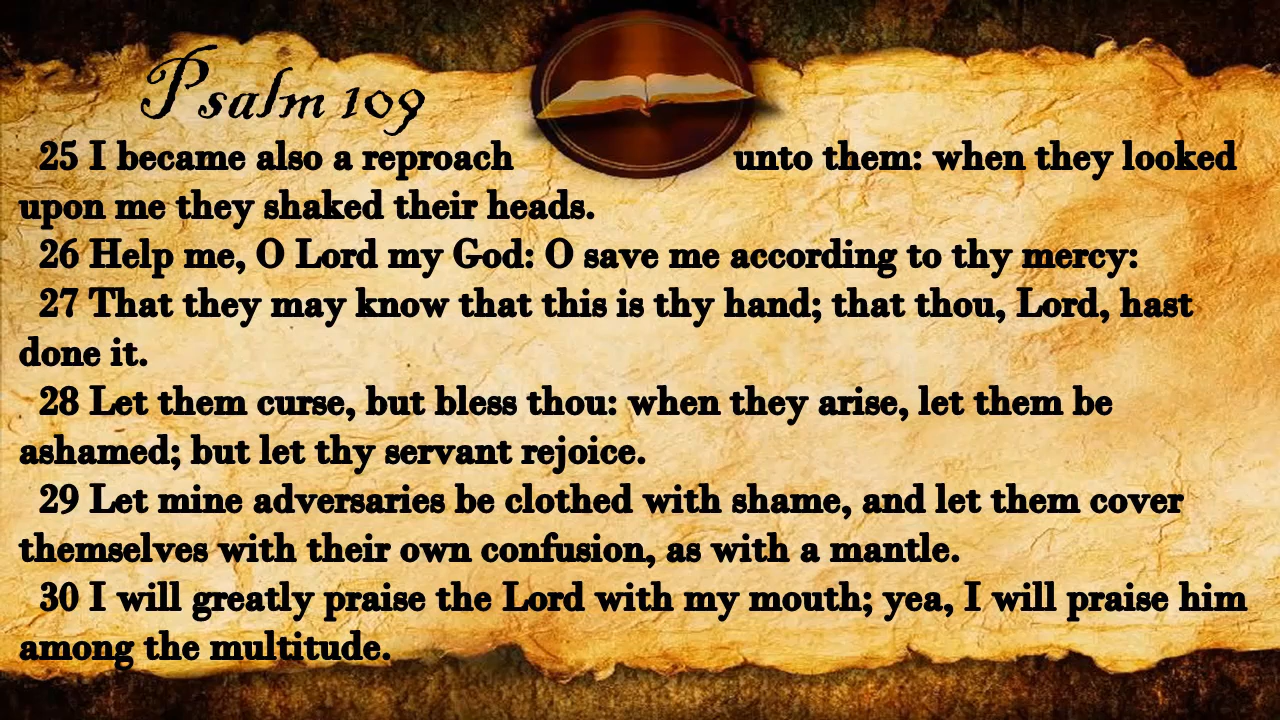 Psalm 109
25 I became also a reproach unto them: when they looked
upon me they shaked their heads.
26 Help me, O Lord my God: O save me according to thy mercy:
27 That they may know that this is thy hand; that thou, Lord, hast
done it.
28 Let them curse, but bless thou: when they arise, let them be
ashamed; but let thy servant rejoice.
29 Let mine adversaries be clothed with shame, and let them cover
themselves with their own confusion, as with a mantle.
30 I will greatly praise the Lord with my mouth; yea, I will praise him
among the multitude.